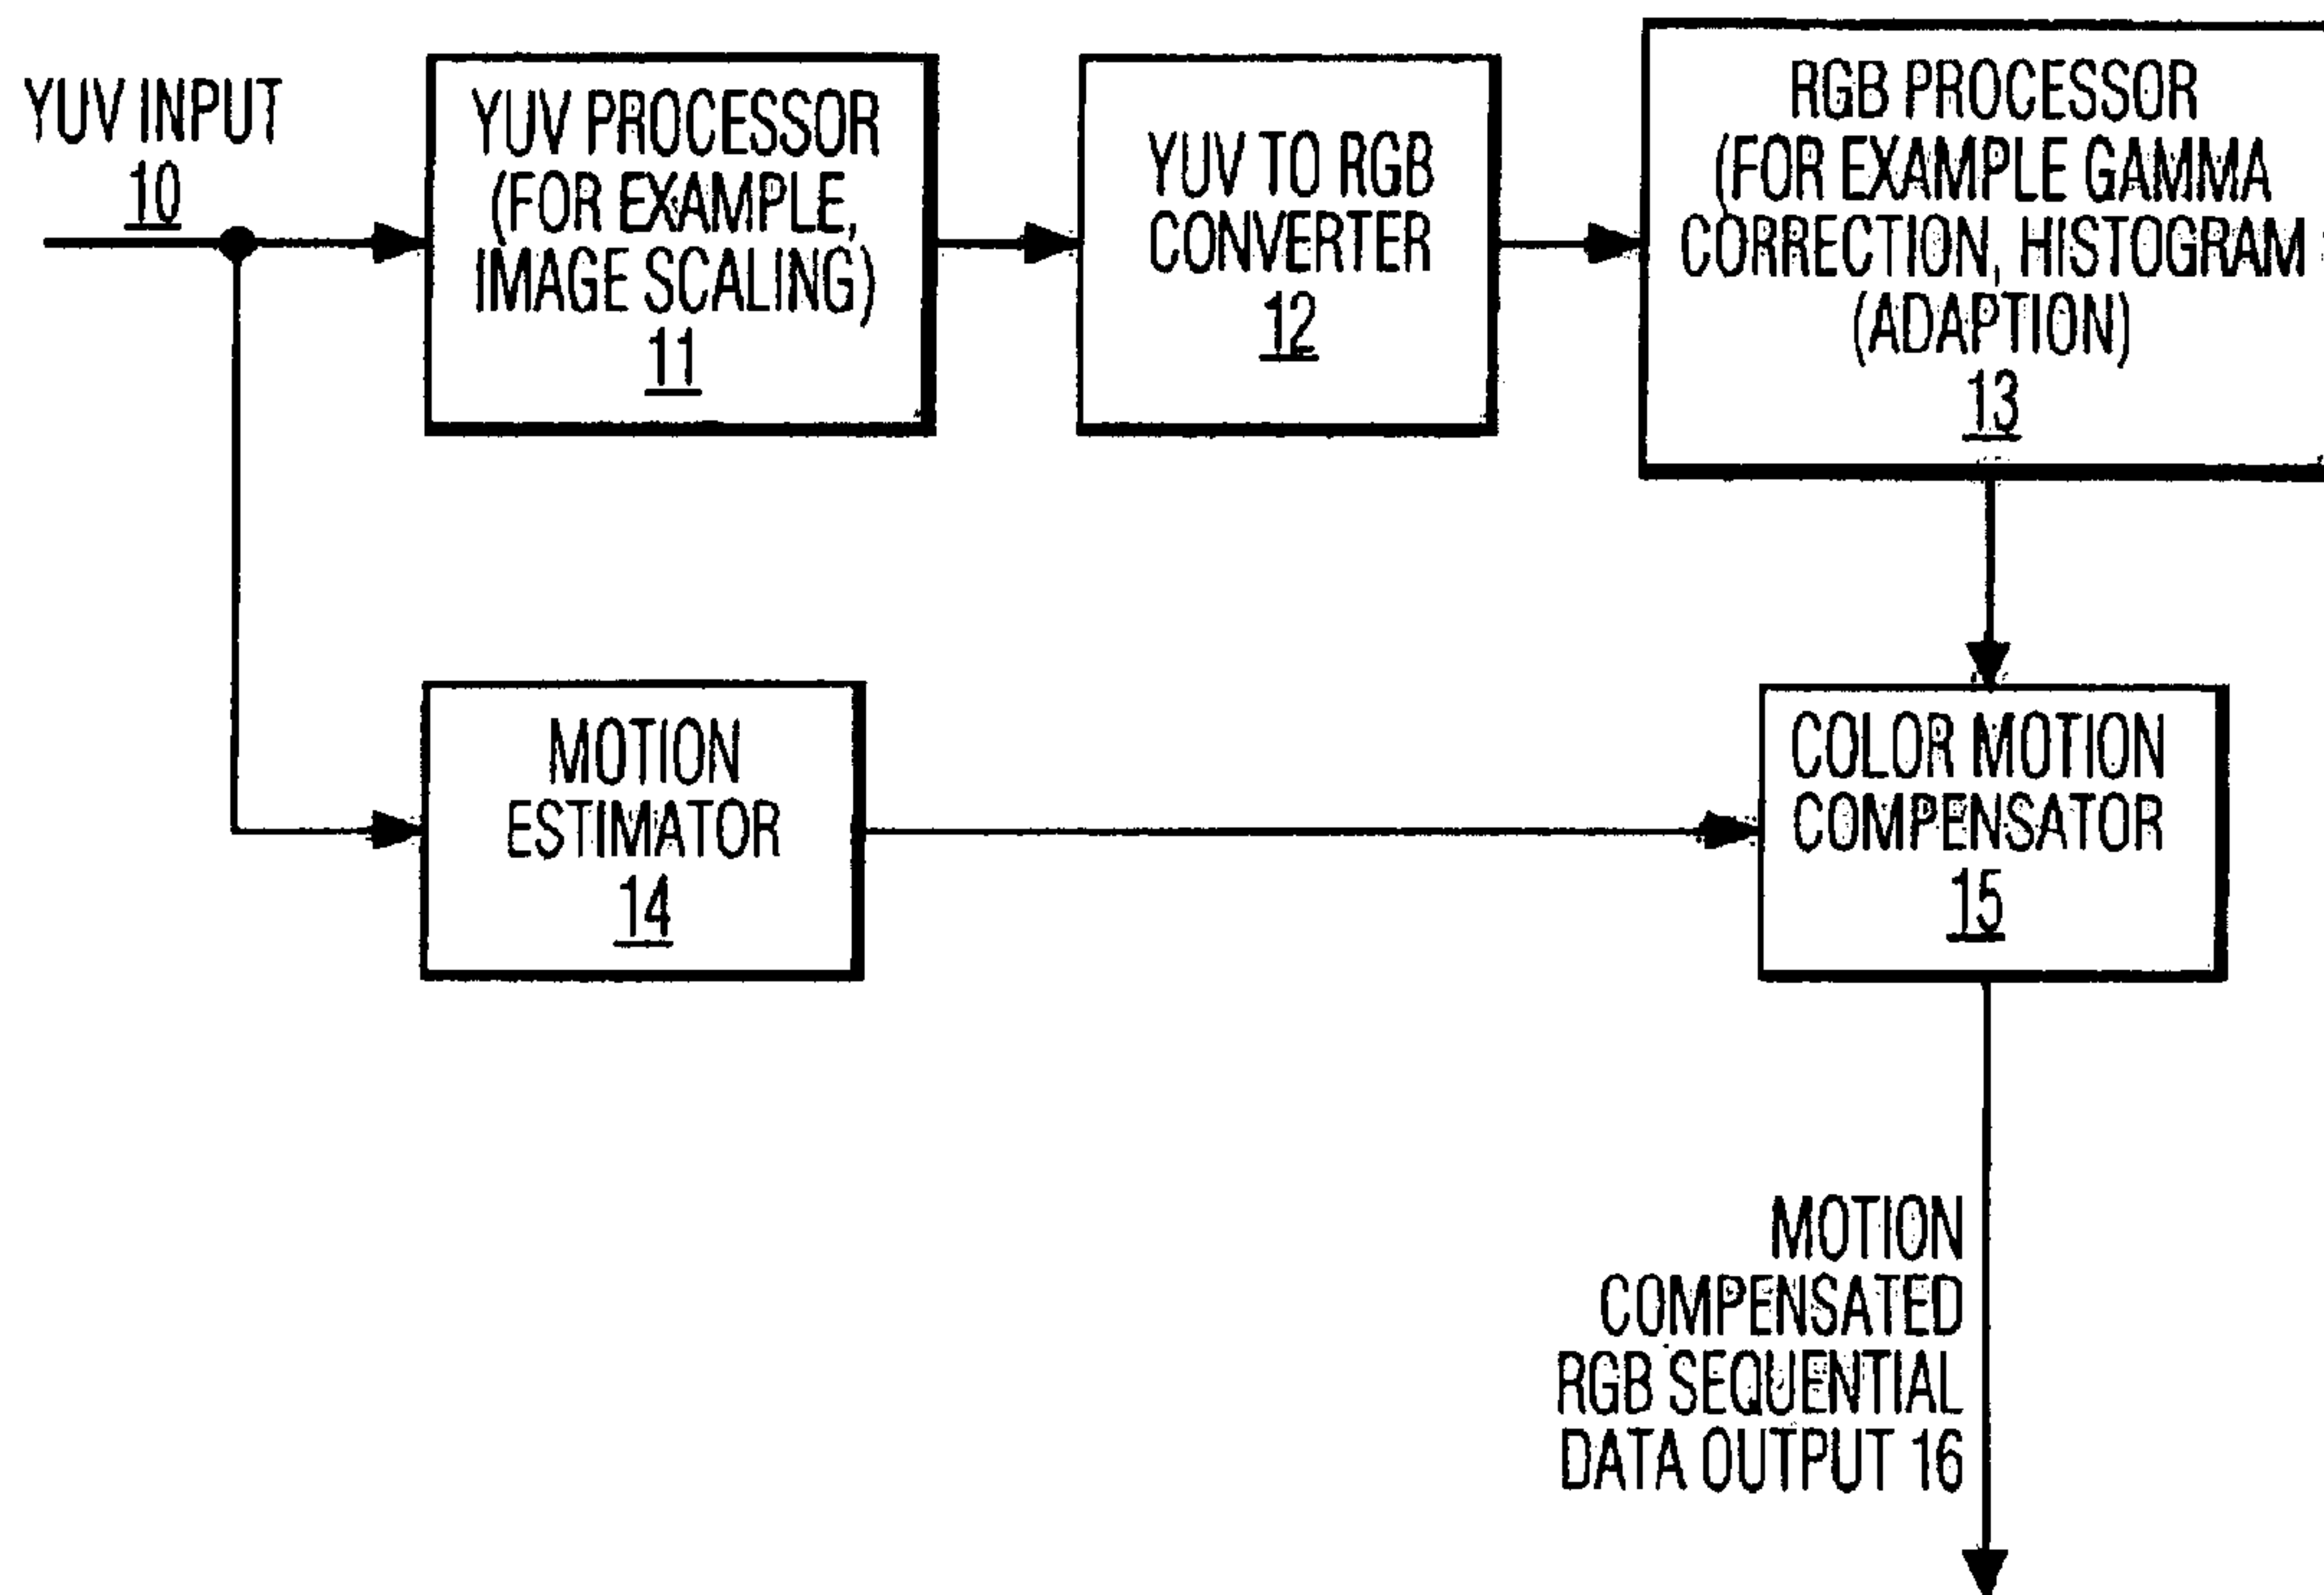 YUV INPUT
10
YUV PROCESSOR
(FOR EXAMPLE,
IMAGE SCALING)
11
YUV TO RGB
CONVERTER
12
RGB PROCESSOR
(FOR EXAMPLE GAMMA
CORRECTION, HISTOGRAM
(ADAPTION)
13
MOTION
ESTIMATOR
14
COLOR MOTION
COMPENSATOR
15
MOTION
COMPENSATED
RGB SEQUENTIAL
DATA OUTPUT 16